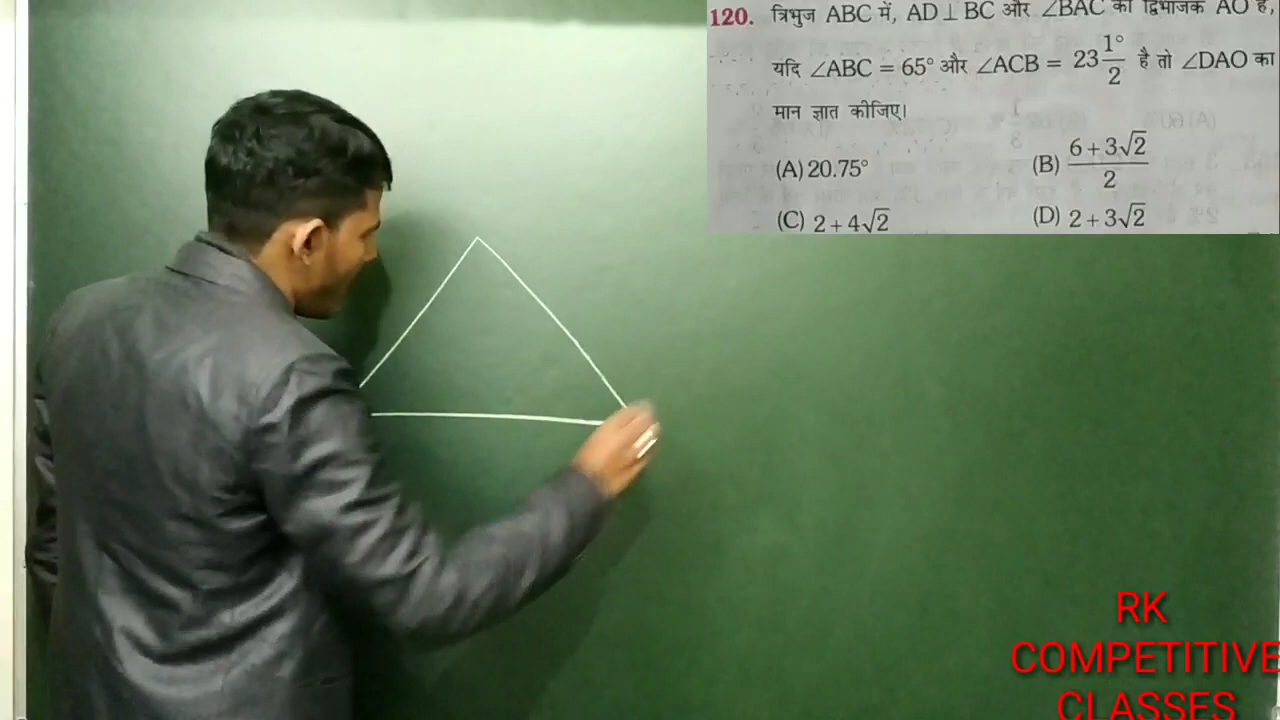 120. त्रिभुज ABC में, AD ⊥ BC और ∠BAC का द्विभाजक AO है,
यदि ∠ABC = 65° और ∠ACB = 23 1°/2 है तो ∠DAO का
मान ज्ञात कीजिए।
(A) 20.75° (B) (6 + 3√2)/2
(C) 2 + 4√2 (D) 2 + 3√2
RK
COMPETITIVE
CLASSES